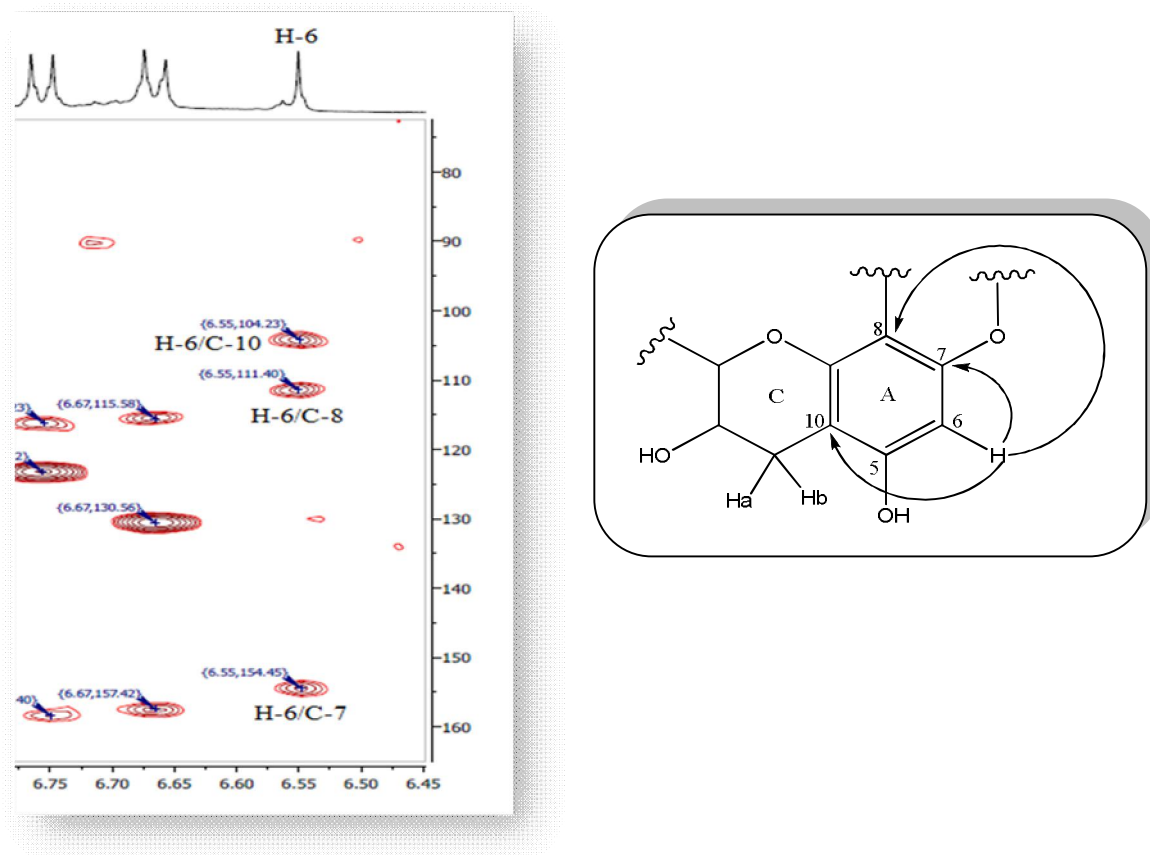 H-6
80
90
{6.55,104.23}
100
H-6/C-10
{6.55,111.40}
110
23} {6.67,115.58}
H-6/C-8
120
2}
{6.67,130.56}
130
140
{6.55,154.45}
150
40} {6.67,157.42}
H-6/C-7
160
6.75 6.70 6.65 6.60 6.55 6.50 6.45
8
O 7 O
C A
10 6
HO 5 H
Ha Hb
OH